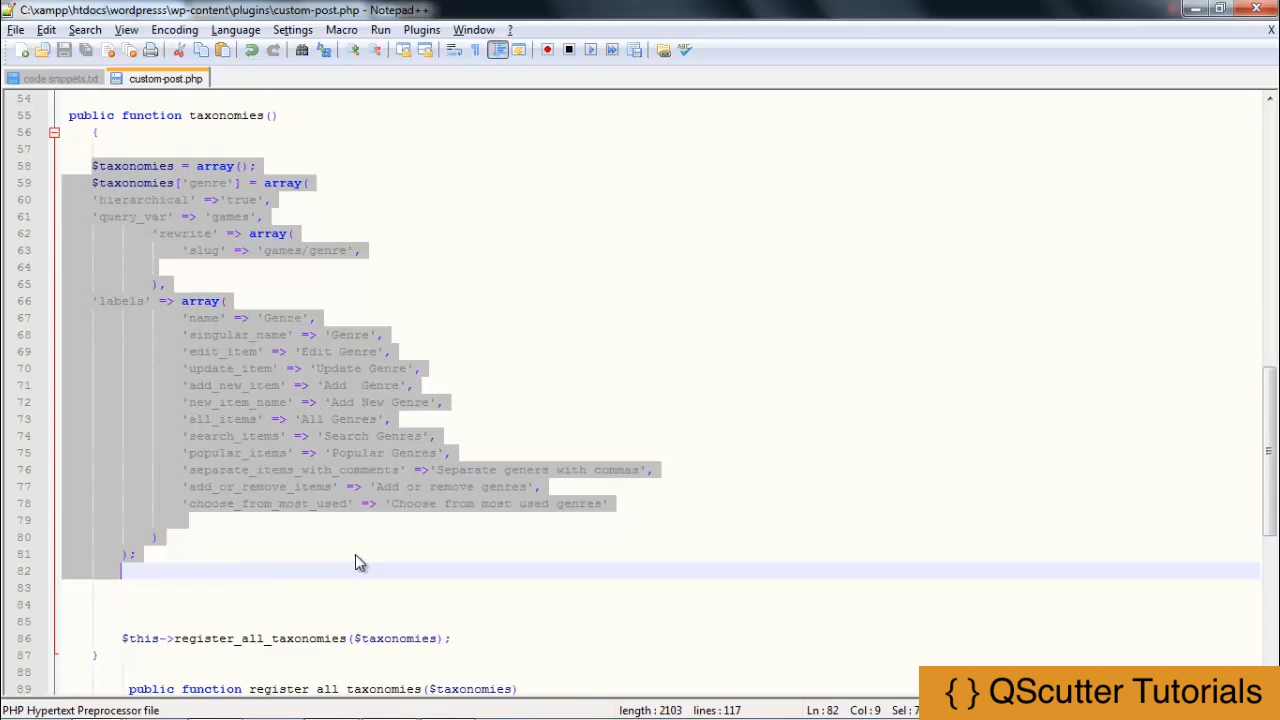 C:\xampp\htdocs\wordpresss\wp-content\plugins\custom-post.php - Notepad++
File Edit Search View Encoding Language Settings Macro Run Plugins Window ? X
code snippets.txt custom-post.php
54
55 public function taxonomies()
56 {
57
58 $taxonomies = array();
59 $taxonomies['genre'] = array(
60 'hierarchical' =>'true',
61 'query_var' => 'games',
62 'rewrite' => array(
63 'slug' => 'games/genre',
64
65 ),
66 'labels' => array(
67 'name' => 'Genre',
68 'singular_name' => 'Genre',
69 'edit_item' => 'Edit Genre',
70 'update_item' => 'Update Genre',
71 'add_new_item' => 'Add  Genre',
72 'new_item_name' => 'Add New Genre',
73 'all_items' => 'All Genres',
74 'search_items' => 'Search Genres',
75 'popular_items' => 'Popular Genres',
76 'separate_items_with_comments' =>'Separate geners with commas',
77 'add_or_remove_items' => 'Add or remove genres',
78 'choose_from_most_used' => 'Choose from most used genres'
79
80 )
81 );
82
83
84
85
86 $this->register_all_taxonomies($taxonomies);
87 }
88
89 public function register_all_taxonomies($taxonomies)
PHP Hypertext Preprocessor file length : 2103 lines : 117 Ln : 82 Col : 9 Sel : 7
{ } QScutter Tutorials